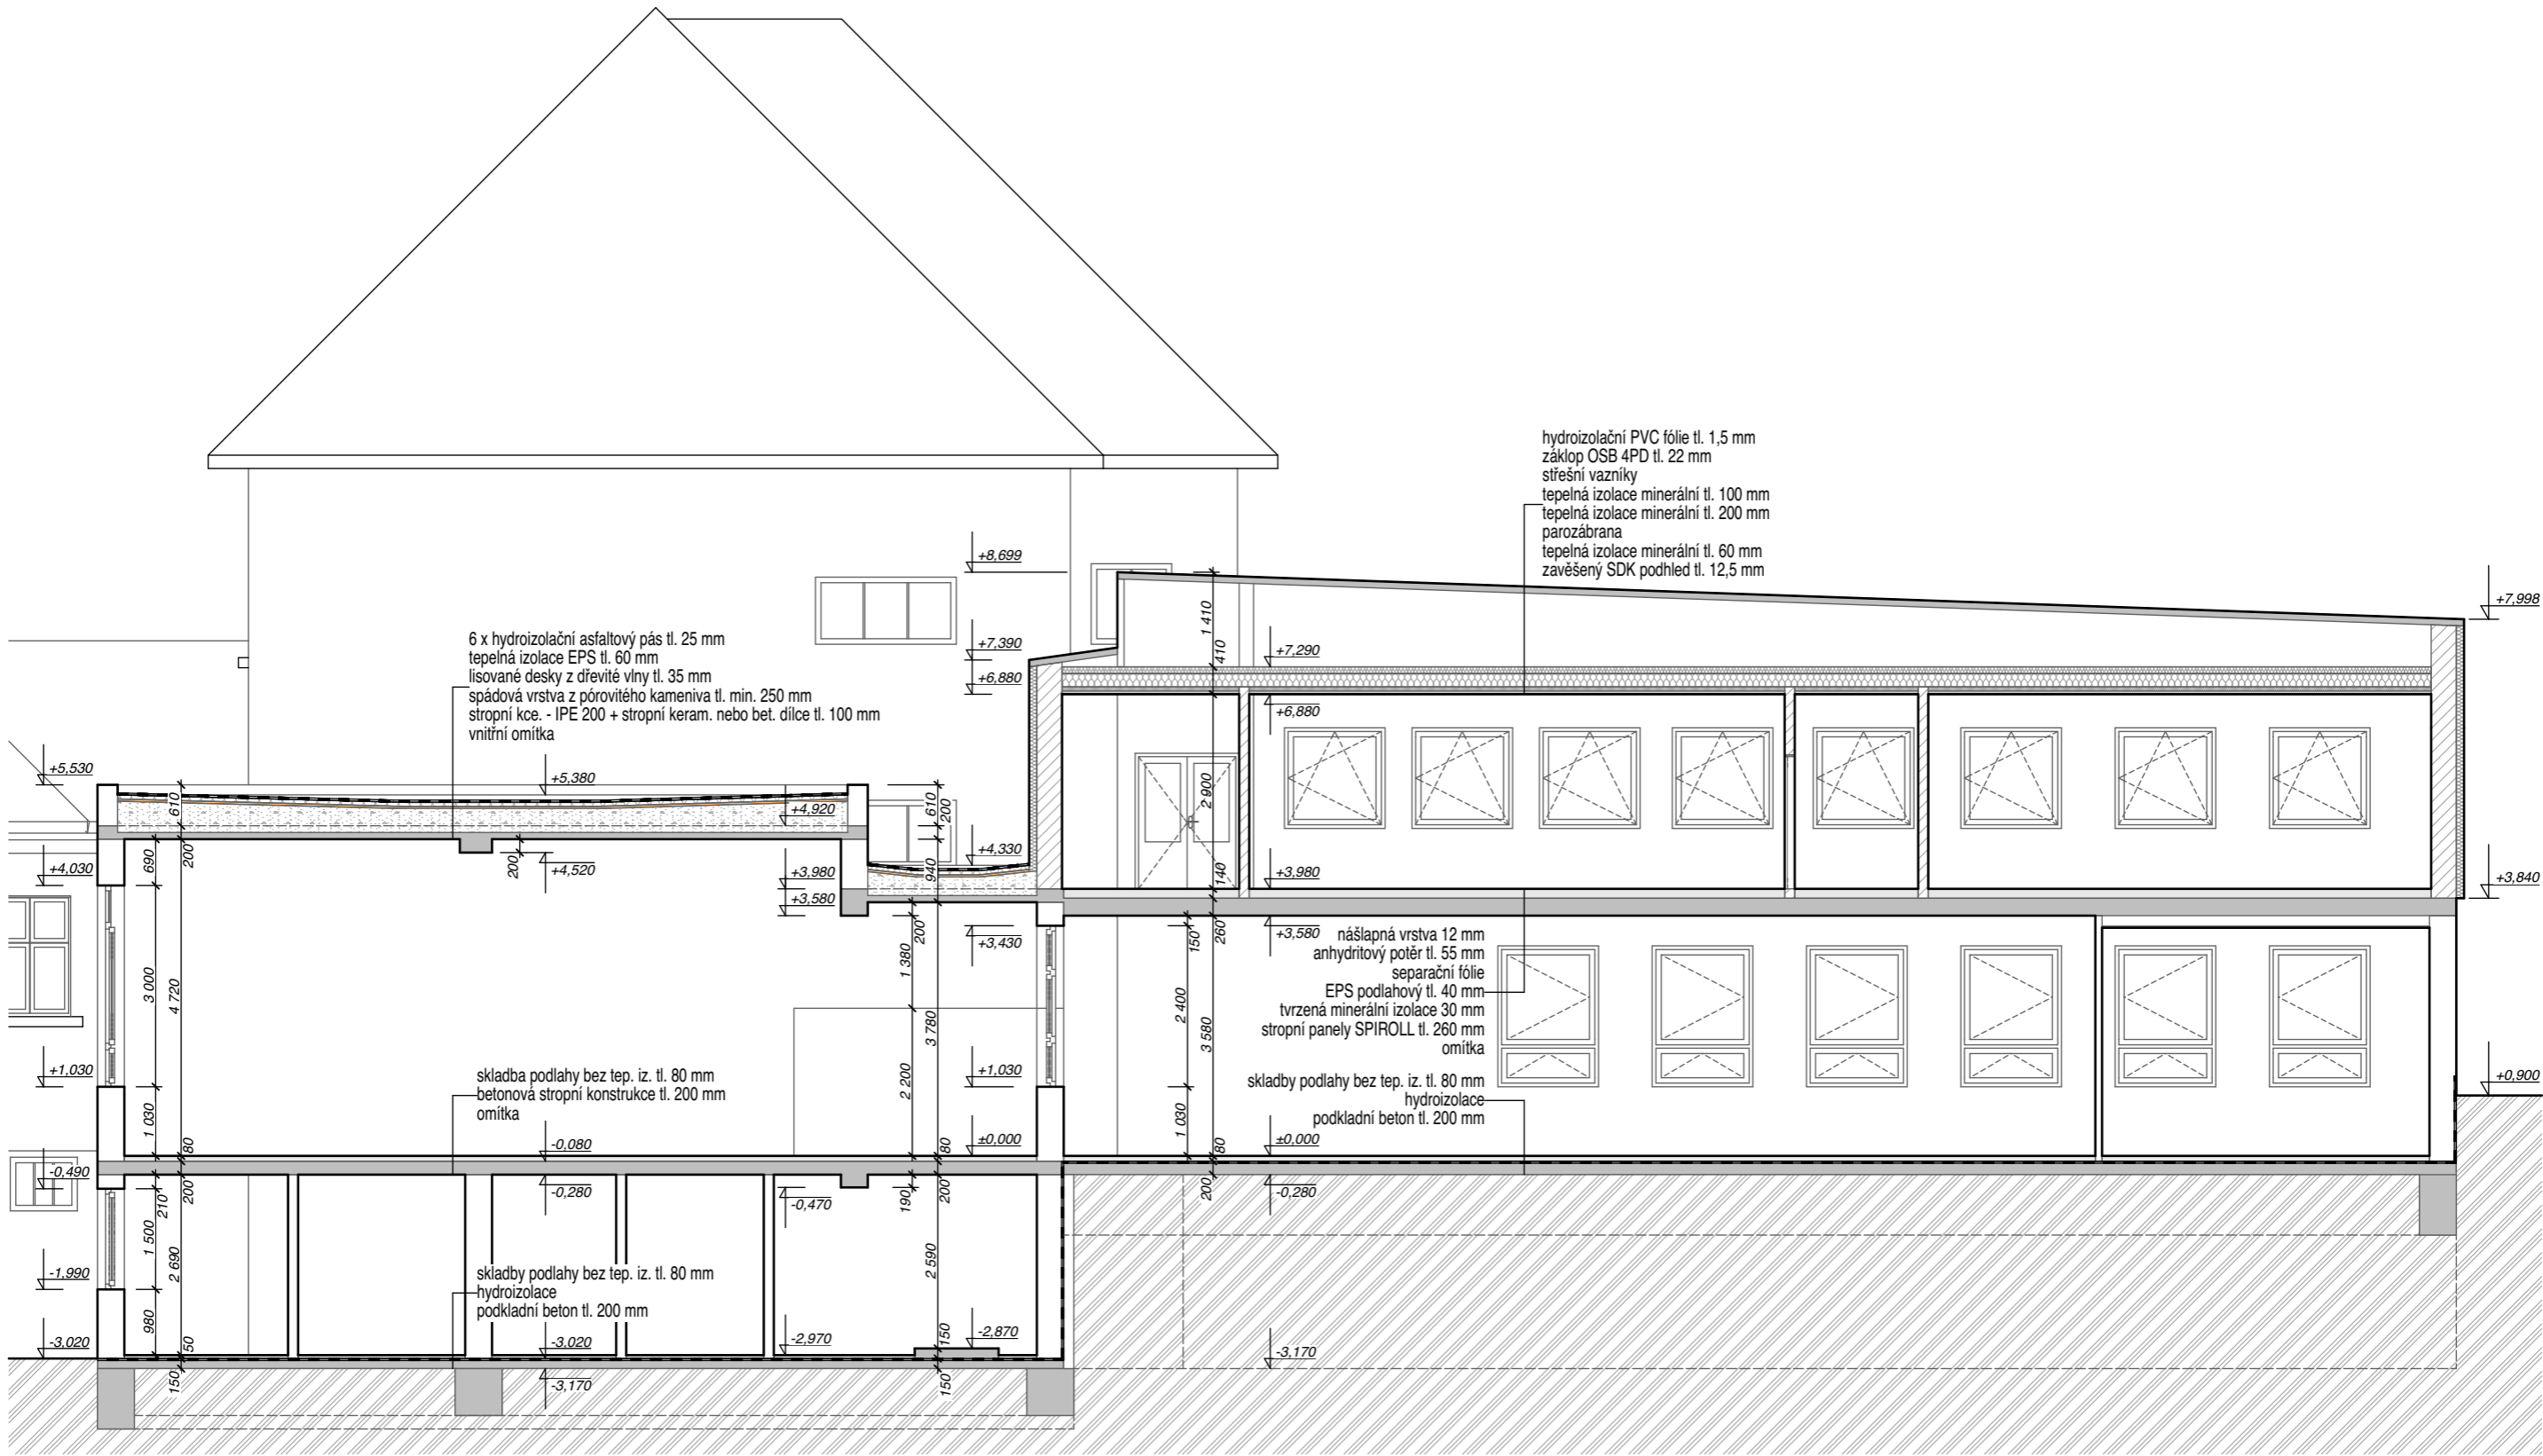 hydroizolační PVC fólie tl. 1,5 mm
záklop OSB 4PD tl. 22 mm
střešní vazníky
tepelná izolace minerální tl. 100 mm
tepelná izolace minerální tl. 200 mm
parozábrana
tepelná izolace minerální tl. 60 mm
zavěšený SDK podhled tl. 12,5 mm
+8,699
+7,998
1 410
6 x hydroizolační asfaltový pás tl. 25 mm
tepelná izolace EPS tl. 60 mm
lisované desky z dřevité vlny tl. 35 mm
spádová vrstva z pórovitého kameniva tl. min. 250 mm
stropní kce. - IPE 200 + stropní keram. nebo bet. dílce tl. 100 mm
vnitřní omítka
+7,390
+7,290
410
+6,880
+6,880
+5,530
+5,380
610
+4,920
610
200
2 900
+4,030
690
200
200
+4,520
+4,330
940
+3,980
+3,580
140
+3,980
+3,840
3 000
4 720
1 380
200
+3,430
150
260
+3,580
3 780
2 400
3 580
nášlapná vrstva 12 mm
anhydritový potěr tl. 55 mm
separační fólie
EPS podlahový tl. 40 mm
tvrzená minerální izolace 30 mm
stropní panely SPIROLL tl. 260 mm
omítka
+1,030
+1,030
2 200
skladba podlahy bez tep. iz. tl. 80 mm
betonová stropní konstrukce tl. 200 mm
omítka
skladby podlahy bez tep. iz. tl. 80 mm
hydroizolace
podkladní beton tl. 200 mm
+0,900
1 030
80
-0,080
80
±0,000
1 030
80
±0,000
-0,490
210
200
-0,280
-0,470
190
200
200
-0,280
1 500
2 690
2 590
-1,990
skladby podlahy bez tep. iz. tl. 80 mm
hydroizolace
podkladní beton tl. 200 mm
980
-3,020
50
-3,020
-2,970
150
-2,870
-3,170
150
-3,170
150